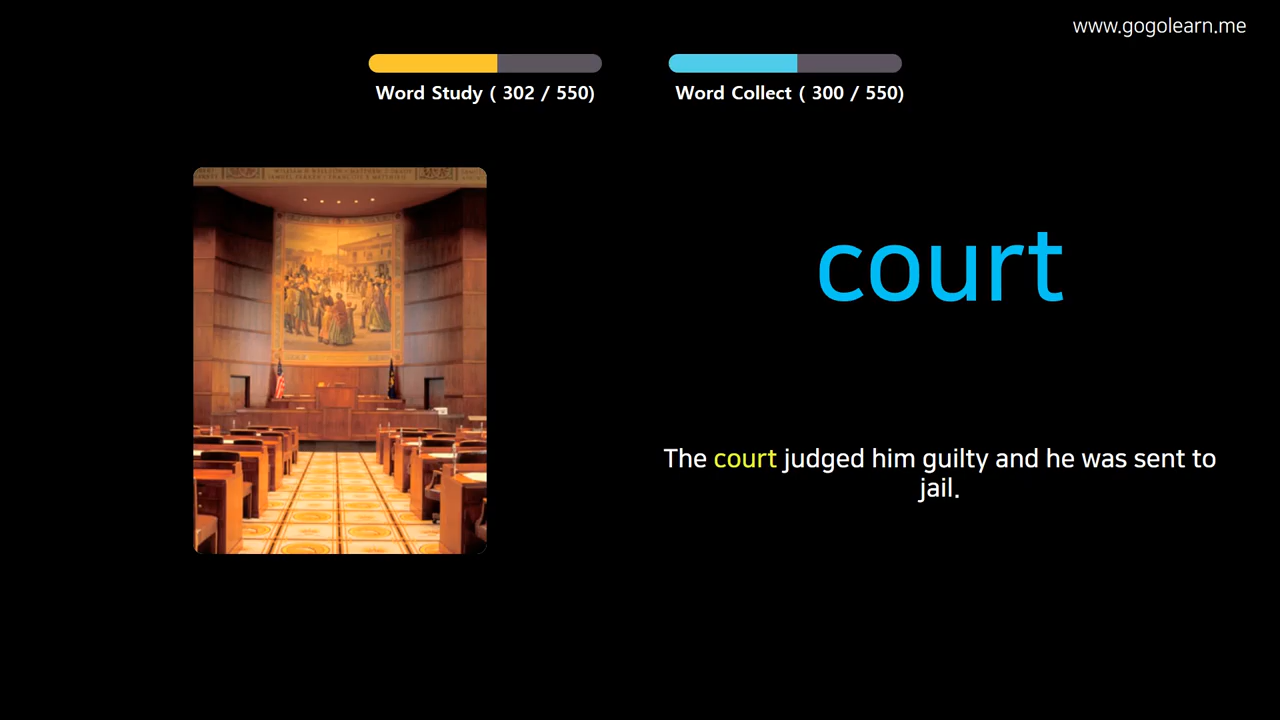 www.gogolearn.me
Word Study ( 302 / 550)
Word Collect ( 300 / 550)
court
The court judged him guilty and he was sent to
jail.